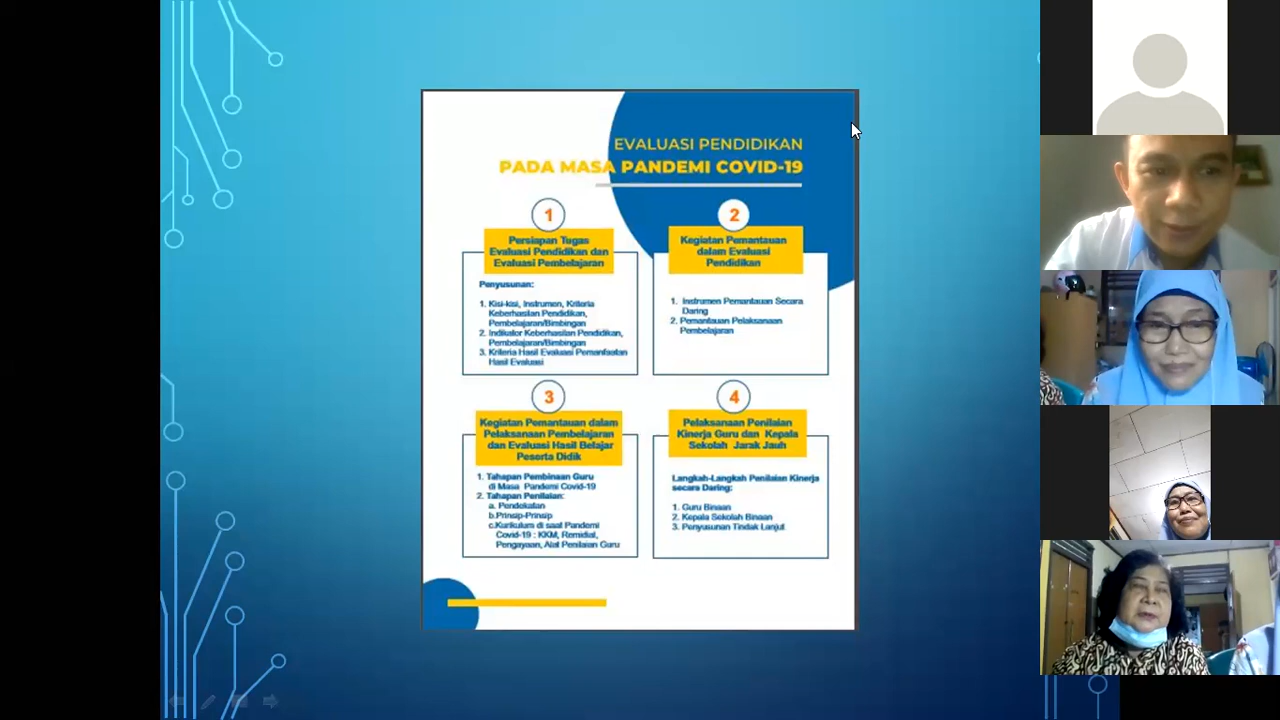 EVALUASI PENDIDIKAN
PADA MASA PANDEMI COVID-19
1
Persiapan Tugas
Evaluasi Pendidikan dan
Evaluasi Pembelajaran
Penyusunan:
1. Kisi-kisi, Instrumen, Kriteria
Keberhasilan Pendidikan,
Pembelajaran/Bimbingan
2. Indikator Keberhasilan Pendidikan,
Pembelajaran/Bimbingan
3. Kriteria Hasil Evaluasi Pemanfaatan
Hasil Evaluasi
2
Kegiatan Pemantauan
dalam Evaluasi
Pendidikan
1. Instrumen Pemantauan Secara
Daring
2. Pemantauan Pelaksanaan
Pembelajaran
3
Kegiatan Pemantauan dalam
Pelaksanaan Pembelajaran
dan Evaluasi Hasil Belajar
Peserta Didik
1. Tahapan Pembinaan Guru
di Masa Pandemi Covid-19
2. Tahapan Penilaian:
a. Pendekatan
b.Prinsip-Prinsip
c.Kurikulum di saat Pandemi
Covid-19 : KKM, Remidial,
Pengayaan, Alat Penilaian Guru
4
Pelaksanaan Penilaian
Kinerja Guru dan Kepala
Sekolah Jarak Jauh
Langkah-Langkah Penilaian Kinerja
secara Daring:
1. Guru Binaan
2. Kepala Sekolah Binaan
3. Penyusunan Tindak Lanjut